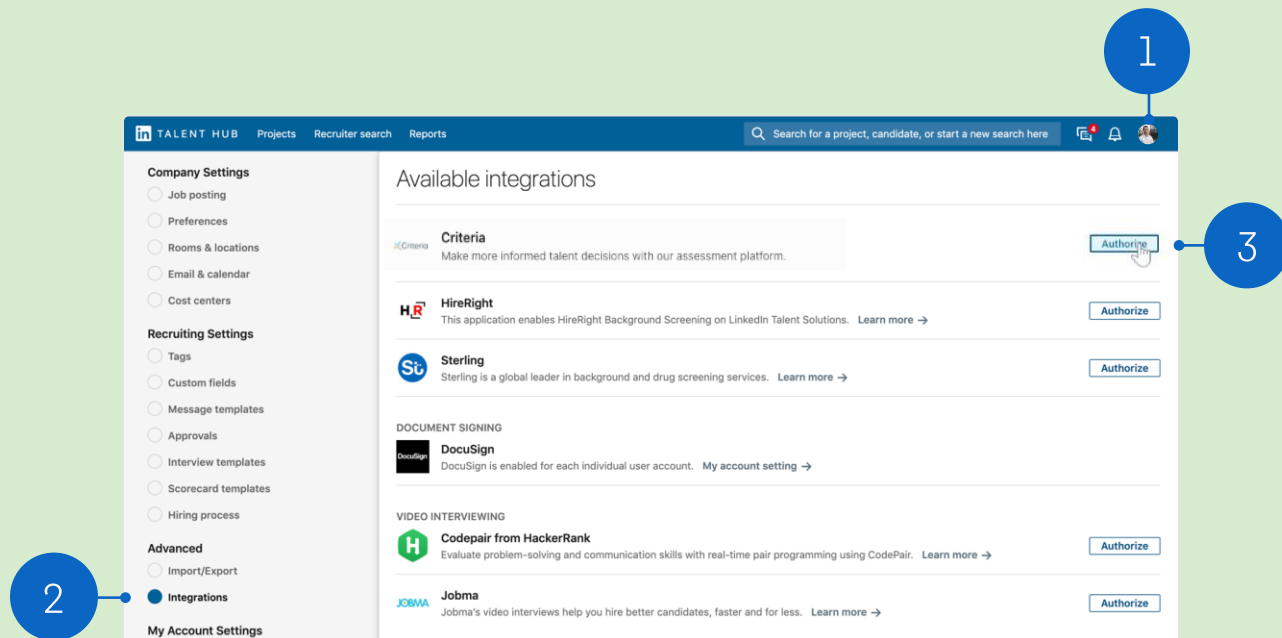 1
in TALENT HUB Projects Recruiter search Reports Search for a project, candidate, or start a new search here 4
Company Settings
Job posting
Preferences
Rooms & locations
Email & calendar
Cost centers
Recruiting Settings
Tags
Custom fields
Message templates
Approvals
Interview templates
Scorecard templates
Hiring process
Advanced
Import/Export
2
Integrations
My Account Settings
Available integrations
Criteria
Criteria
Make more informed talent decisions with our assessment platform.
Authorize
3
HR
HireRight
This application enables HireRight Background Screening on LinkedIn Talent Solutions. Learn more →
Authorize
St
Sterling
Sterling is a global leader in background and drug screening services. Learn more →
Authorize
DOCUMENT SIGNING
DocuSign
DocuSign
DocuSign is enabled for each individual user account. My account setting →
VIDEO INTERVIEWING
H
Codepair from HackerRank
Evaluate problem-solving and communication skills with real-time pair programming using CodePair. Learn more →
Authorize
JOBMA
Jobma
Jobma's video interviews help you hire better candidates, faster and for less. Learn more →
Authorize